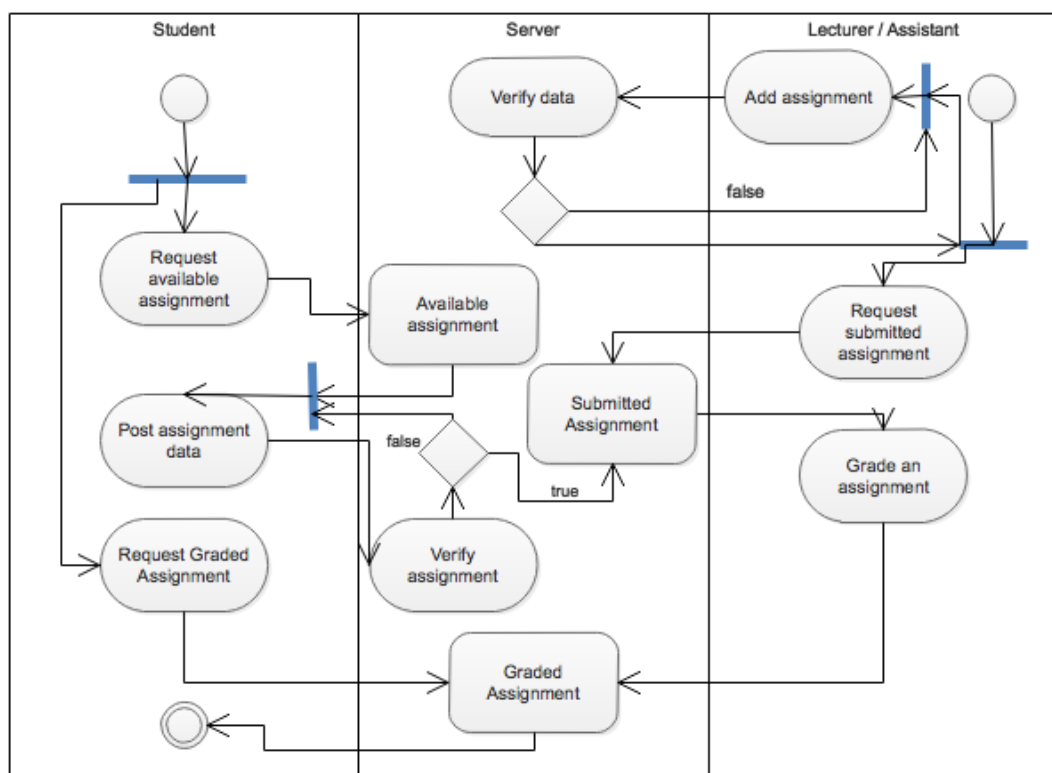 Student
Server
Lecturer / Assistant
Verify data
Add assignment
false
Request
available
assignment
Available
assignment
Request
submitted
assignment
Submitted
Assignment
Post assignment
data
false
true
Grade an
assignment
Request Graded
Assignment
Verify
assignment
Graded
Assignment